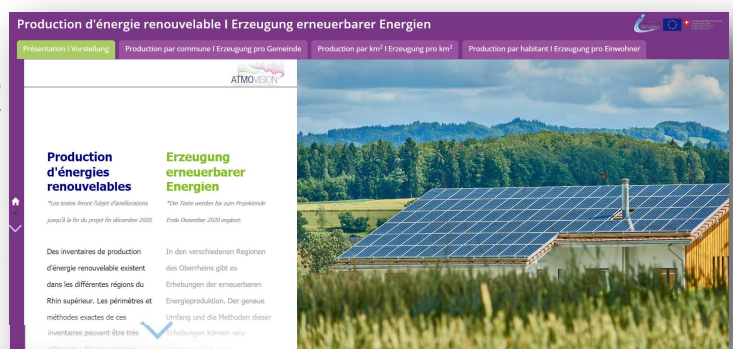 Production d'énergie renouvelable I Erzeugung erneuerbarer Energien
Présentation I Vorstellung
Production par commune I Erzeugung pro Gemeinde
Production par km² I Erzeugung pro km²
Production par habitant I Erzeugung pro Einwohner
ATMOVISION
Production
d'énergies
renouvelables
*Les textes feront l'objet d'améliorations
jusqu'à la fin du projet fin décembre 2020.
Des inventaires de production
d'énergie renouvelable existent
dans les différentes régions du
Rhin supérieur. Les périmètres et
méthodes exactes de ces
inventaires peuvent être très
Erzeugung
erneuerbarer
Energien
*Die Texte werden bis zum Projektende
Ende Dezember 2020 ergänzt.
In den verschiedenen Regionen
des Oberrheins gibt es
Erhebungen der erneuerbaren
Energieproduktion. Der genaue
Umfang und die Methoden dieser
Erhebungen können sehr